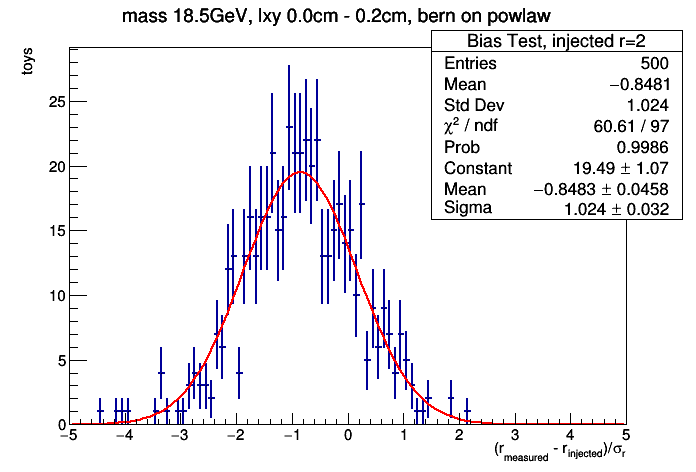 mass 18.5GeV, lxy 0.0cm - 0.2cm, bern on powlaw
Bias Test, injected r=2
Entries 500
Mean −0.8481
Std Dev 1.024
χ² / ndf 60.61 / 97
Prob 0.9986
Constant 19.49 ± 1.07
Mean −0.8483 ± 0.0458
Sigma 1.024 ± 0.032
toys
25
20
15
10
5
0
−5 −4 −3 −2 −1 0 1 2 3 4 5
(r_measured - r_injected)/σ_r